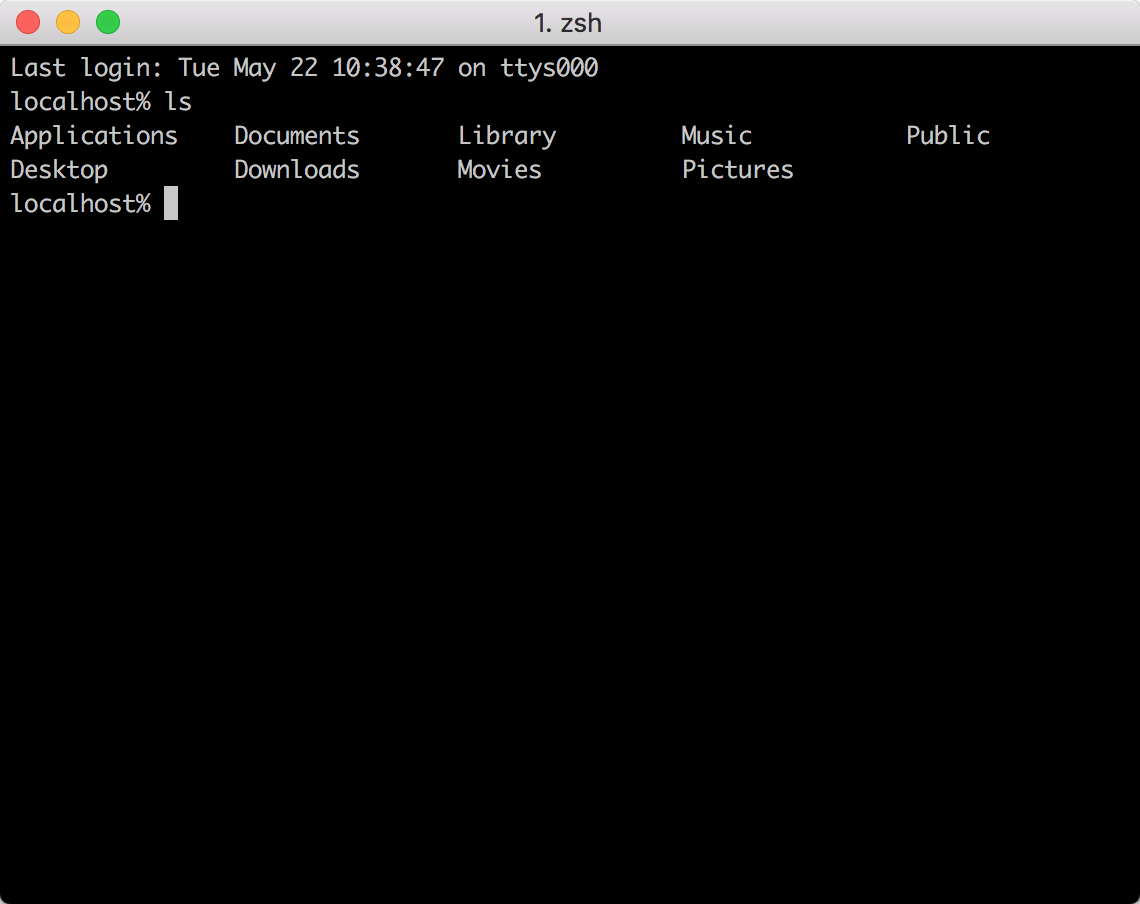 1. zsh
Last login: Tue May 22 10:38:47 on ttys000
localhost% ls
Applications    Documents       Library         Music           Public
Desktop         Downloads       Movies          Pictures
localhost%